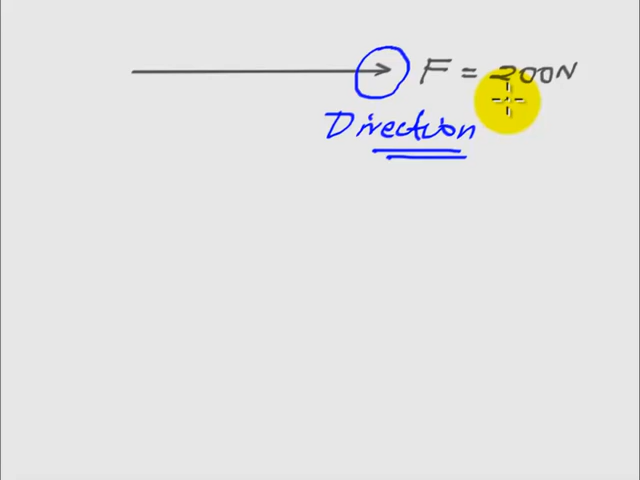 F = 200N
Direction